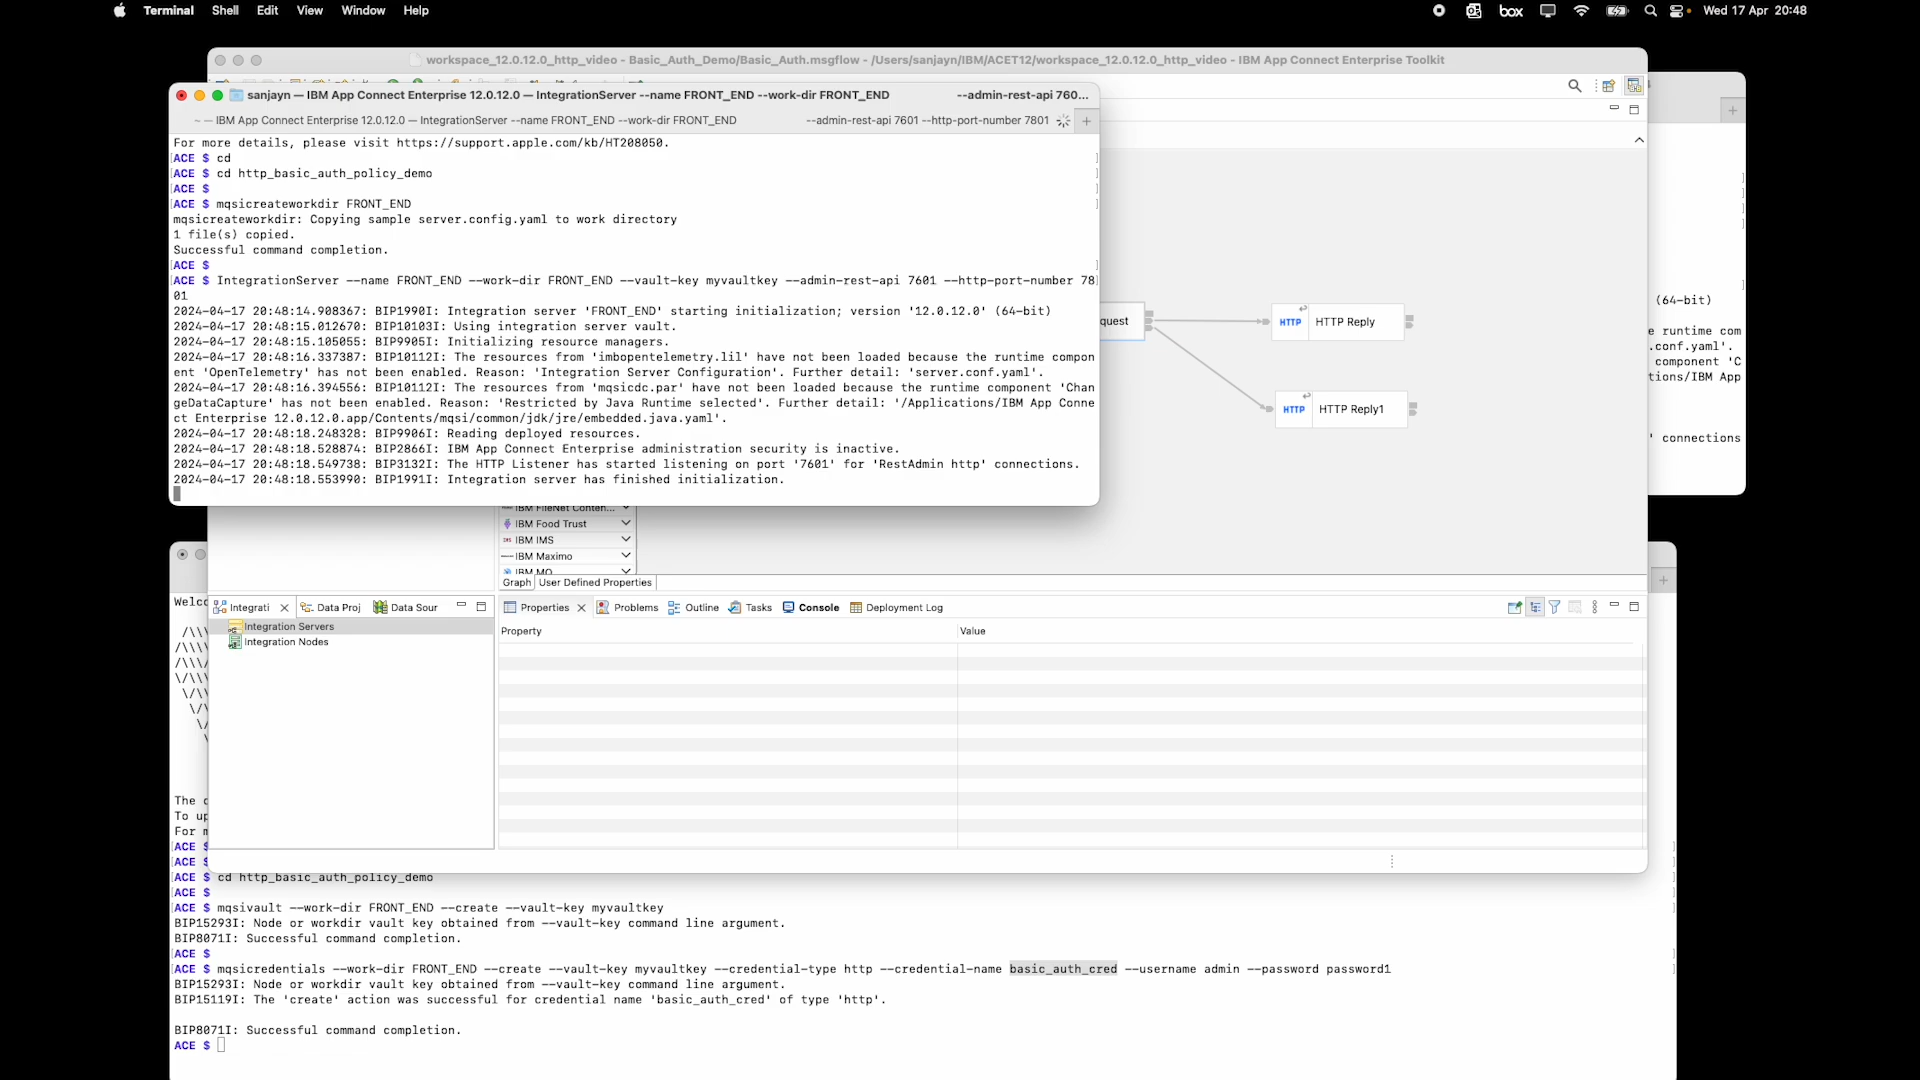 Terminal Shell Edit View Window Help
box Wed 17 Apr 20:48
workspace_12.0.12.0_http_video - Basic_Auth_Demo/Basic_Auth.msgflow - /Users/sanjayn/IBM/ACET12/workspace_12.0.12.0_http_video - IBM App Connect Enterprise Toolkit
sanjayn — IBM App Connect Enterprise 12.0.12.0 — IntegrationServer --name FRONT_END --work-dir FRONT_END --admin-rest-api 760...
~ — IBM App Connect Enterprise 12.0.12.0 — IntegrationServer --name FRONT_END --work-dir FRONT_END --admin-rest-api 7601 --http-port-number 7801
For more details, please visit https://support.apple.com/kb/HT208050.
ACE $ cd
ACE $ cd http_basic_auth_policy_demo
ACE $
ACE $ mqsicreateworkdir FRONT_END
mqsicreateworkdir: Copying sample server.config.yaml to work directory
1 file(s) copied.
Successful command completion.
ACE $
ACE $ IntegrationServer --name FRONT_END --work-dir FRONT_END --vault-key myvaultkey --admin-rest-api 7601 --http-port-number 78
01
2024-04-17 20:48:14.908367: BIP1990I: Integration server 'FRONT_END' starting initialization; version '12.0.12.0' (64-bit)
2024-04-17 20:48:15.012670: BIP10103I: Using integration server vault.
2024-04-17 20:48:15.105055: BIP9905I: Initializing resource managers.
2024-04-17 20:48:16.337387: BIP10112I: The resources from 'imbopentelemetry.lil' have not been loaded because the runtime compon
ent 'OpenTelemetry' has not been enabled. Reason: 'Integration Server Configuration'. Further detail: 'server.conf.yaml'.
2024-04-17 20:48:16.394556: BIP10112I: The resources from 'mqsicdc.par' have not been loaded because the runtime component 'Chan
geDataCapture' has not been enabled. Reason: 'Restricted by Java Runtime selected'. Further detail: '/Applications/IBM App Conne
ct Enterprise 12.0.12.0.app/Contents/mqsi/common/jdk/jre/embedded.java.yaml'.
2024-04-17 20:48:18.248328: BIP9906I: Reading deployed resources.
2024-04-17 20:48:18.528874: BIP2866I: IBM App Connect Enterprise administration security is inactive.
2024-04-17 20:48:18.549738: BIP3132I: The HTTP Listener has started listening on port '7601' for 'RestAdmin http' connections.
2024-04-17 20:48:18.553990: BIP1991I: Integration server has finished initialization.
quest
HTTP HTTP Reply
HTTP HTTP Reply1
(64-bit)
e runtime com
.conf.yaml'.
component 'C
tions/IBM App
' connections
IBM FileNet Conten...
IBM Food Trust
IBM IMS
IBM Maximo
IBM MQ
Graph User Defined Properties
Integrati Data Proj Data Sour
Integration Servers
Integration Nodes
Properties Problems Outline Tasks Console Deployment Log
Property Value
Welco
/\\\
/\\\\
/\\\/
\/\\\
\/\\
\/\
\/
\
The d
To up
For m
ACE $
ACE $
ACE $ cd http_basic_auth_policy_demo
ACE $
ACE $ mqsivault --work-dir FRONT_END --create --vault-key myvaultkey
BIP15293I: Node or workdir vault key obtained from --vault-key command line argument.
BIP8071I: Successful command completion.
ACE $
ACE $ mqsicredentials --work-dir FRONT_END --create --vault-key myvaultkey --credential-type http --credential-name basic_auth_cred --username admin --password password1
BIP15293I: Node or workdir vault key obtained from --vault-key command line argument.
BIP15119I: The 'create' action was successful for credential name 'basic_auth_cred' of type 'http'.
BIP8071I: Successful command completion.
ACE $